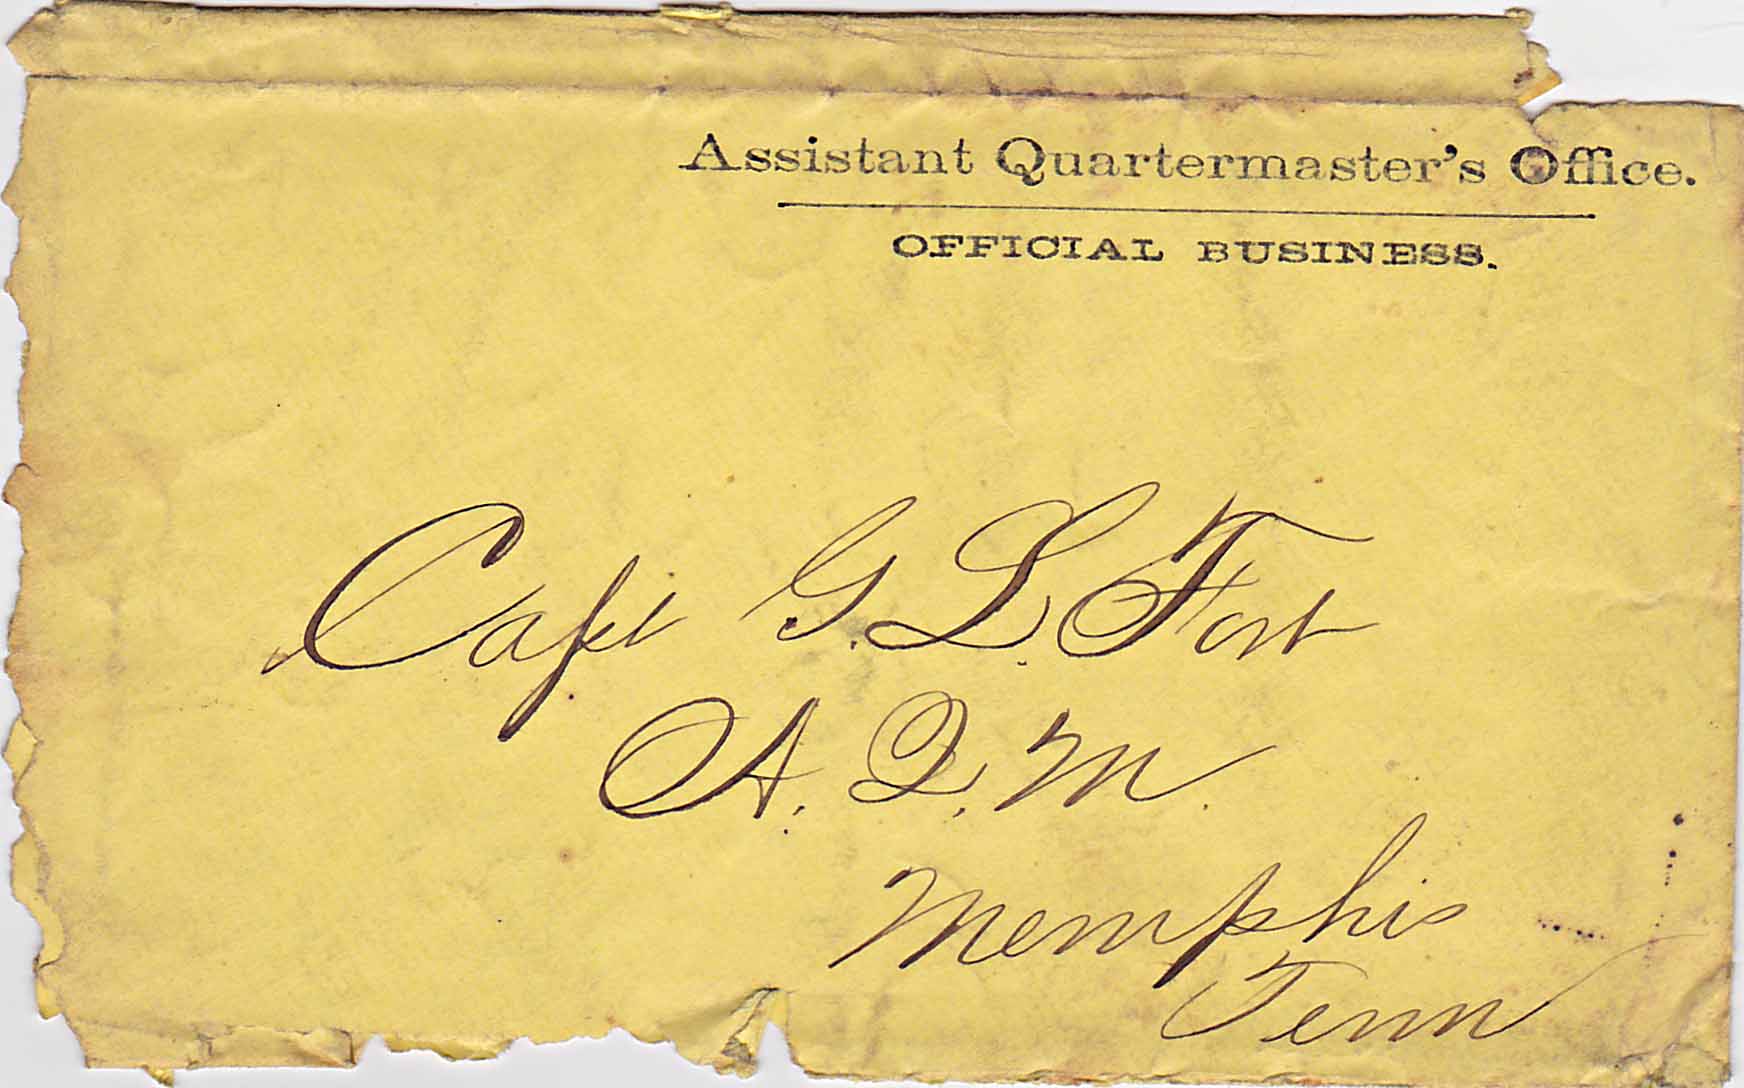 Assistant Quartermaster's Office.
OFFICIAL BUSINESS.
Capt G. L. Fort
A. Q. M.
Memphis
Tenn